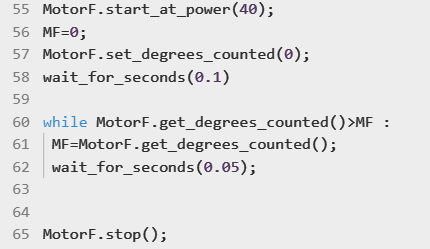 55 MotorF.start_at_power(40);
56 MF=0;
57 MotorF.set_degrees_counted(0);
58 wait_for_seconds(0.1)
59
60 while MotorF.get_degrees_counted()>MF :
61 MF=MotorF.get_degrees_counted();
62 wait_for_seconds(0.05);
63
64
65 MotorF.stop();